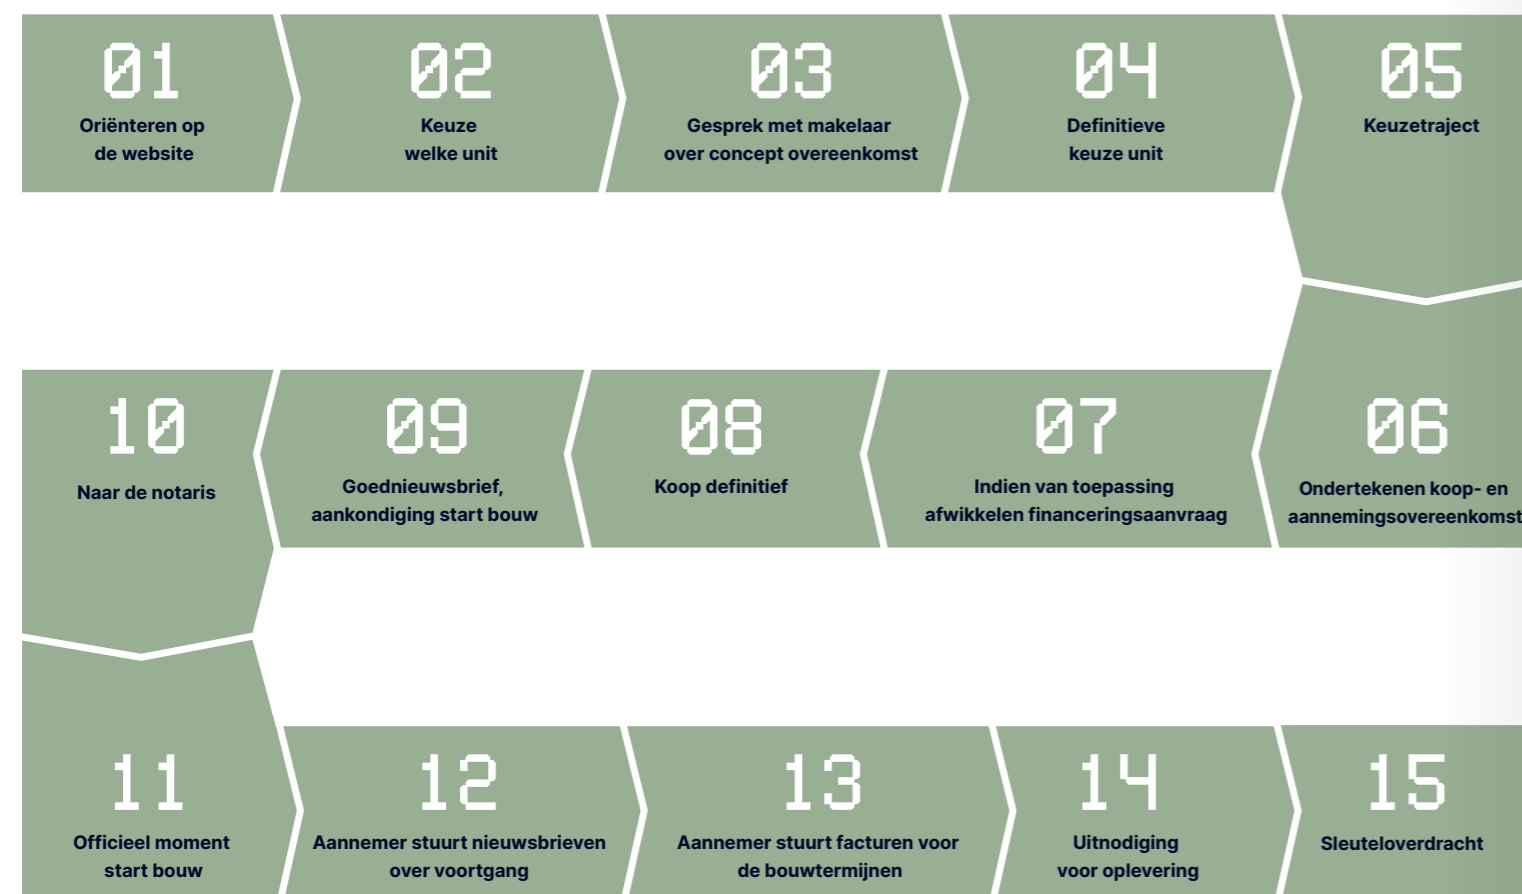 01
Oriënteren op
de website
02
Keuze
welke unit
03
Gesprek met makelaar
over concept overeenkomst
04
Definitieve
keuze unit
05
Keuzetraject
06
Ondertekenen koop- en
aannemingsovereenkomst
07
Indien van toepassing
afwikkelen financeringsaanvraag
08
Koop definitief
09
Goednieuwsbrief,
aankondiging start bouw
10
Naar de notaris
11
Officieel moment
start bouw
12
Aannemer stuurt nieuwsbrieven
over voortgang
13
Aannemer stuurt facturen voor
de bouwtermijnen
14
Uitnodiging
voor oplevering
15
Sleuteloverdracht